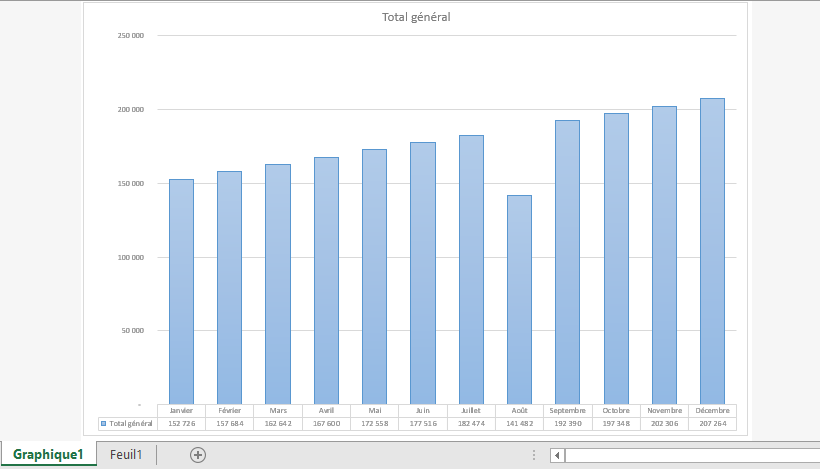 Total général
250 000
200 000
150 000
100 000
50 000
-
Janvier Février Mars Avril Mai Juin Juillet Août Septembre Octobre Novembre Décembre
Total général 152 726 157 684 162 642 167 600 172 558 177 516 182 474 141 482 192 390 197 348 202 306 207 264
Graphique1 Feuil1